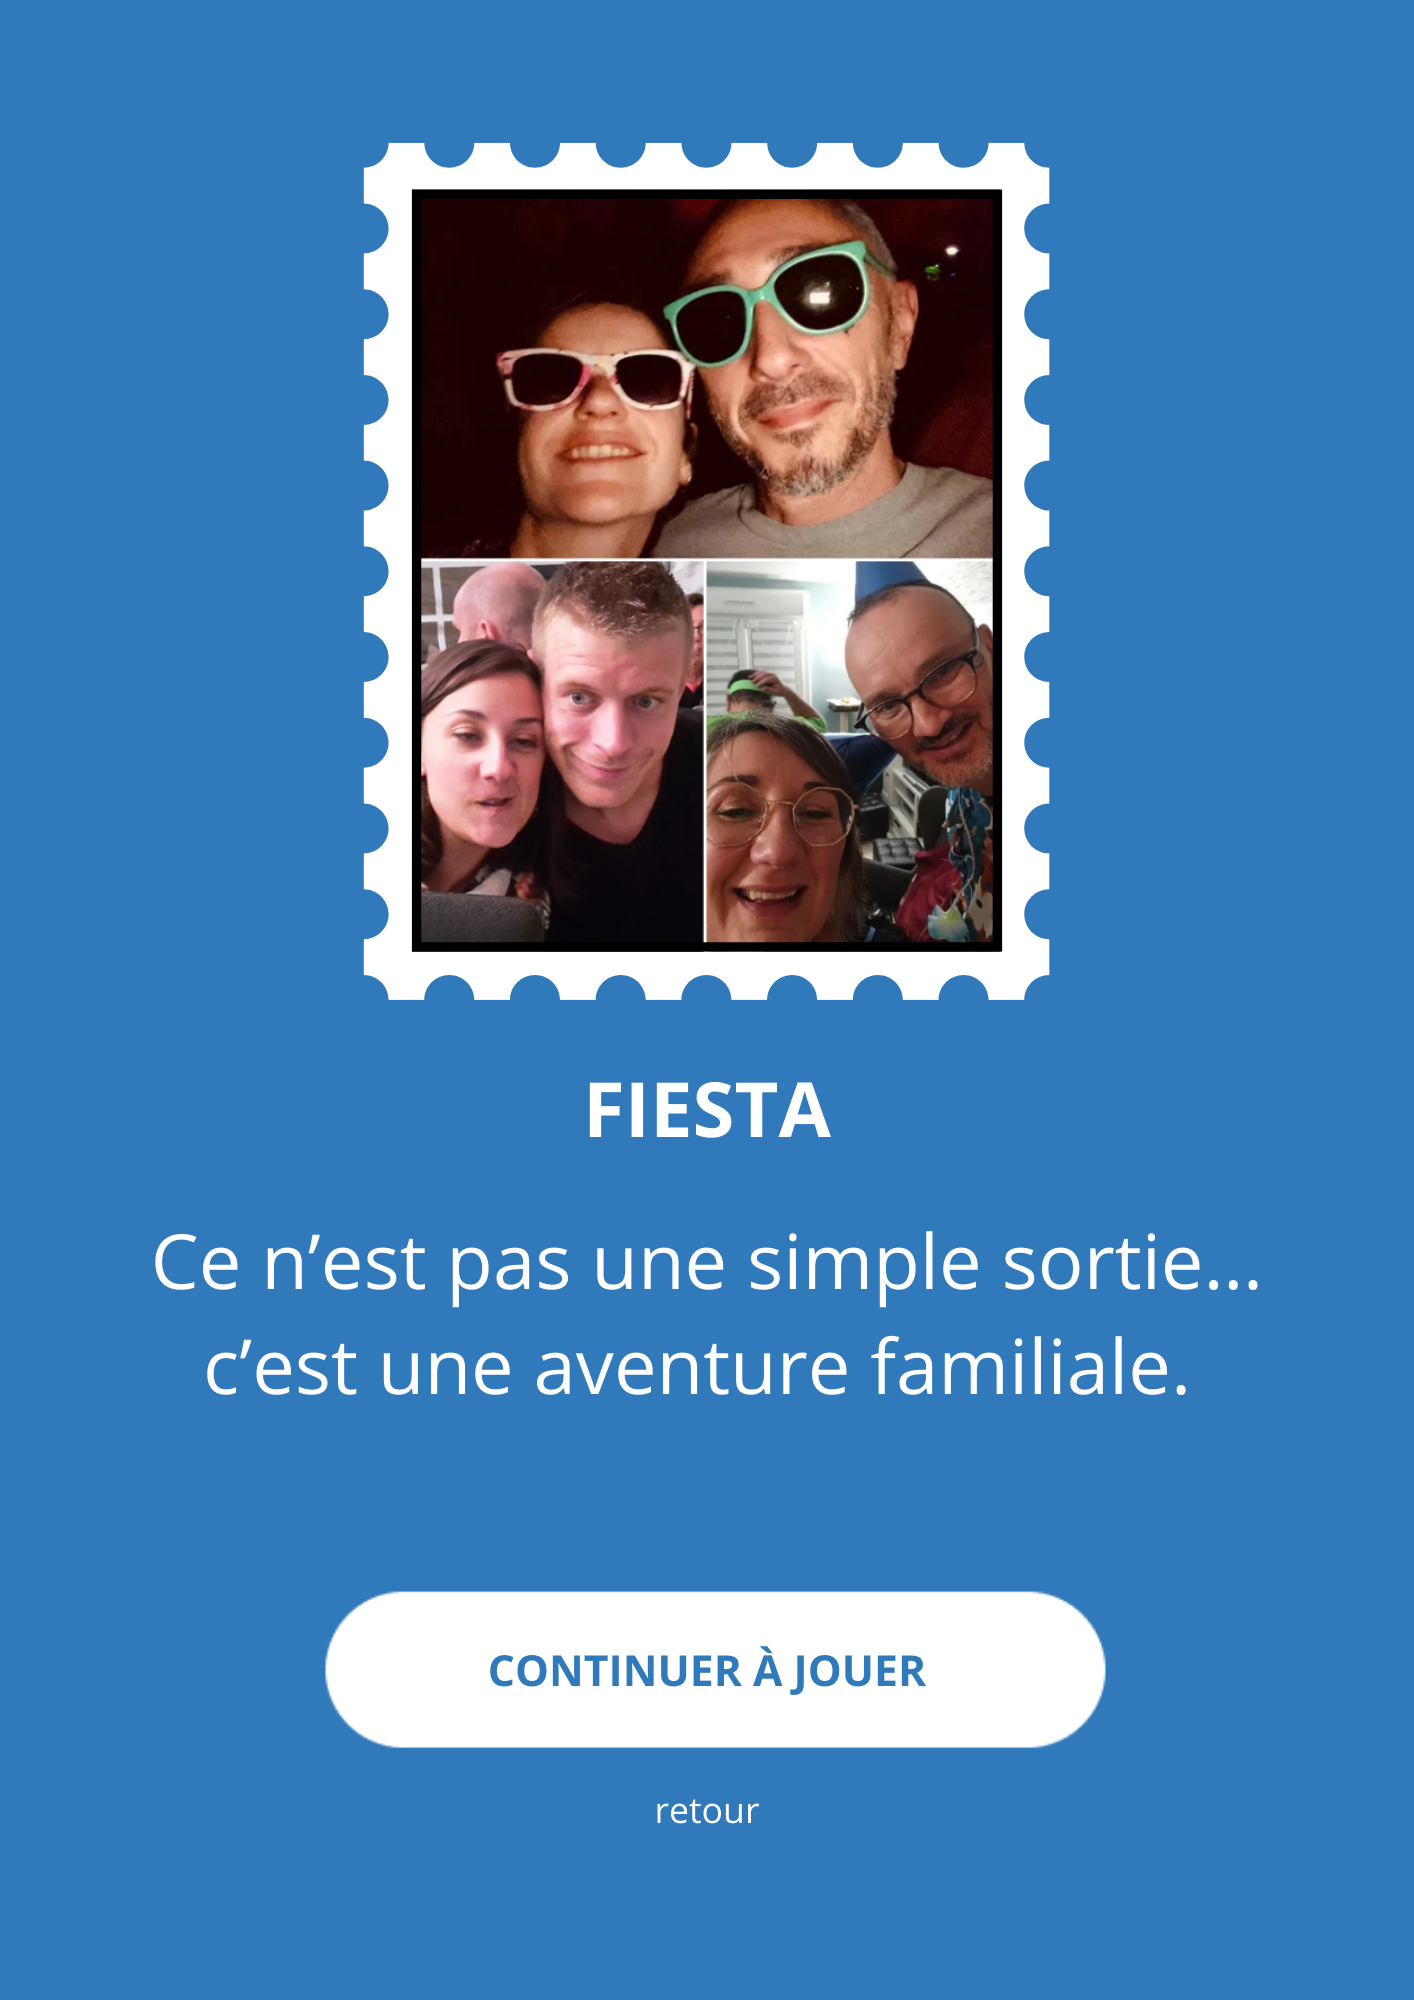 FIESTA
Ce n’est pas une simple sortie...
c’est une aventure familiale.
CONTINUER À JOUER
retour